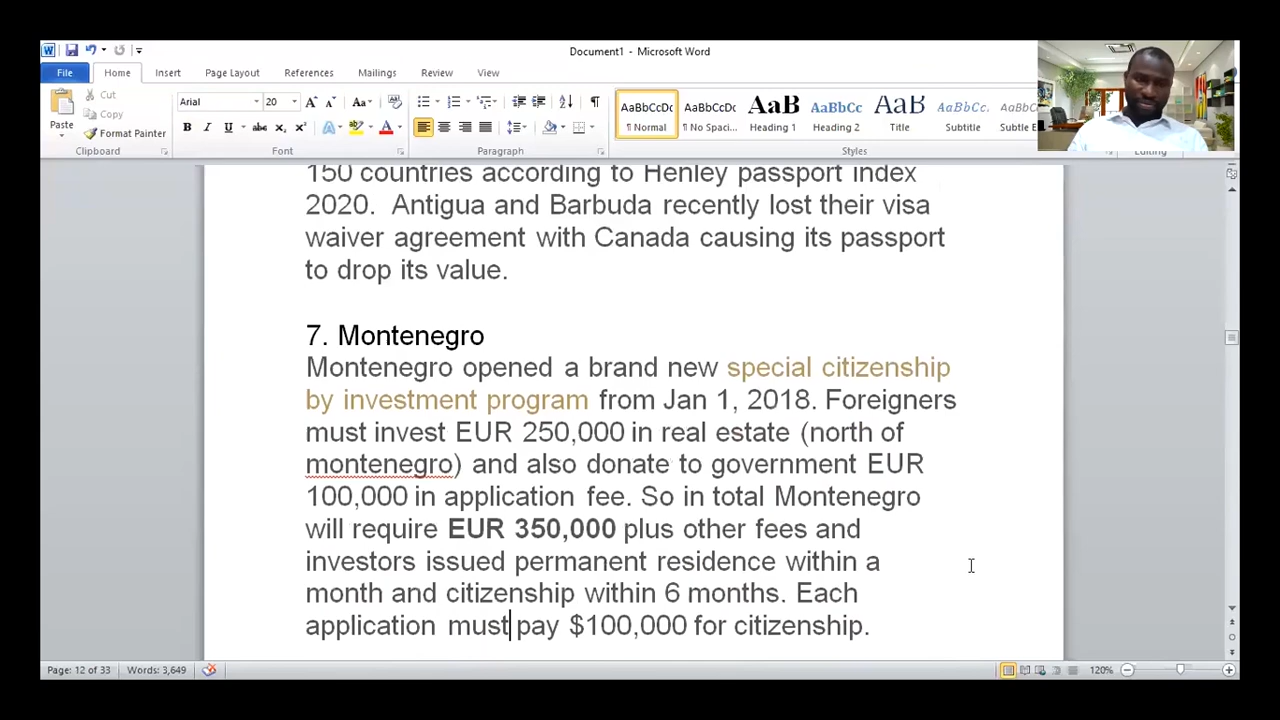 Document1 - Microsoft Word
File Home Insert Page Layout References Mailings Review View
Paste
Cut
Copy
Format Painter
Clipboard
Arial 20
Font
Paragraph
AaBbCcDc AaBbCcDc AaB AaBbCc AaB AaBbCc. AaBbCc
¶ Normal ¶ No Spaci... Heading 1 Heading 2 Title Subtitle Subtle E
Styles
Editing
150 countries according to Henley passport index
2020. Antigua and Barbuda recently lost their visa
waiver agreement with Canada causing its passport
to drop its value.
7. Montenegro
Montenegro opened a brand new special citizenship
by investment program from Jan 1, 2018. Foreigners
must invest EUR 250,000 in real estate (north of
montenegro) and also donate to government EUR
100,000 in application fee. So in total Montenegro
will require EUR 350,000 plus other fees and
investors issued permanent residence within a
month and citizenship within 6 months. Each
application must pay $100,000 for citizenship.
Page: 12 of 33 Words: 3,649 120%